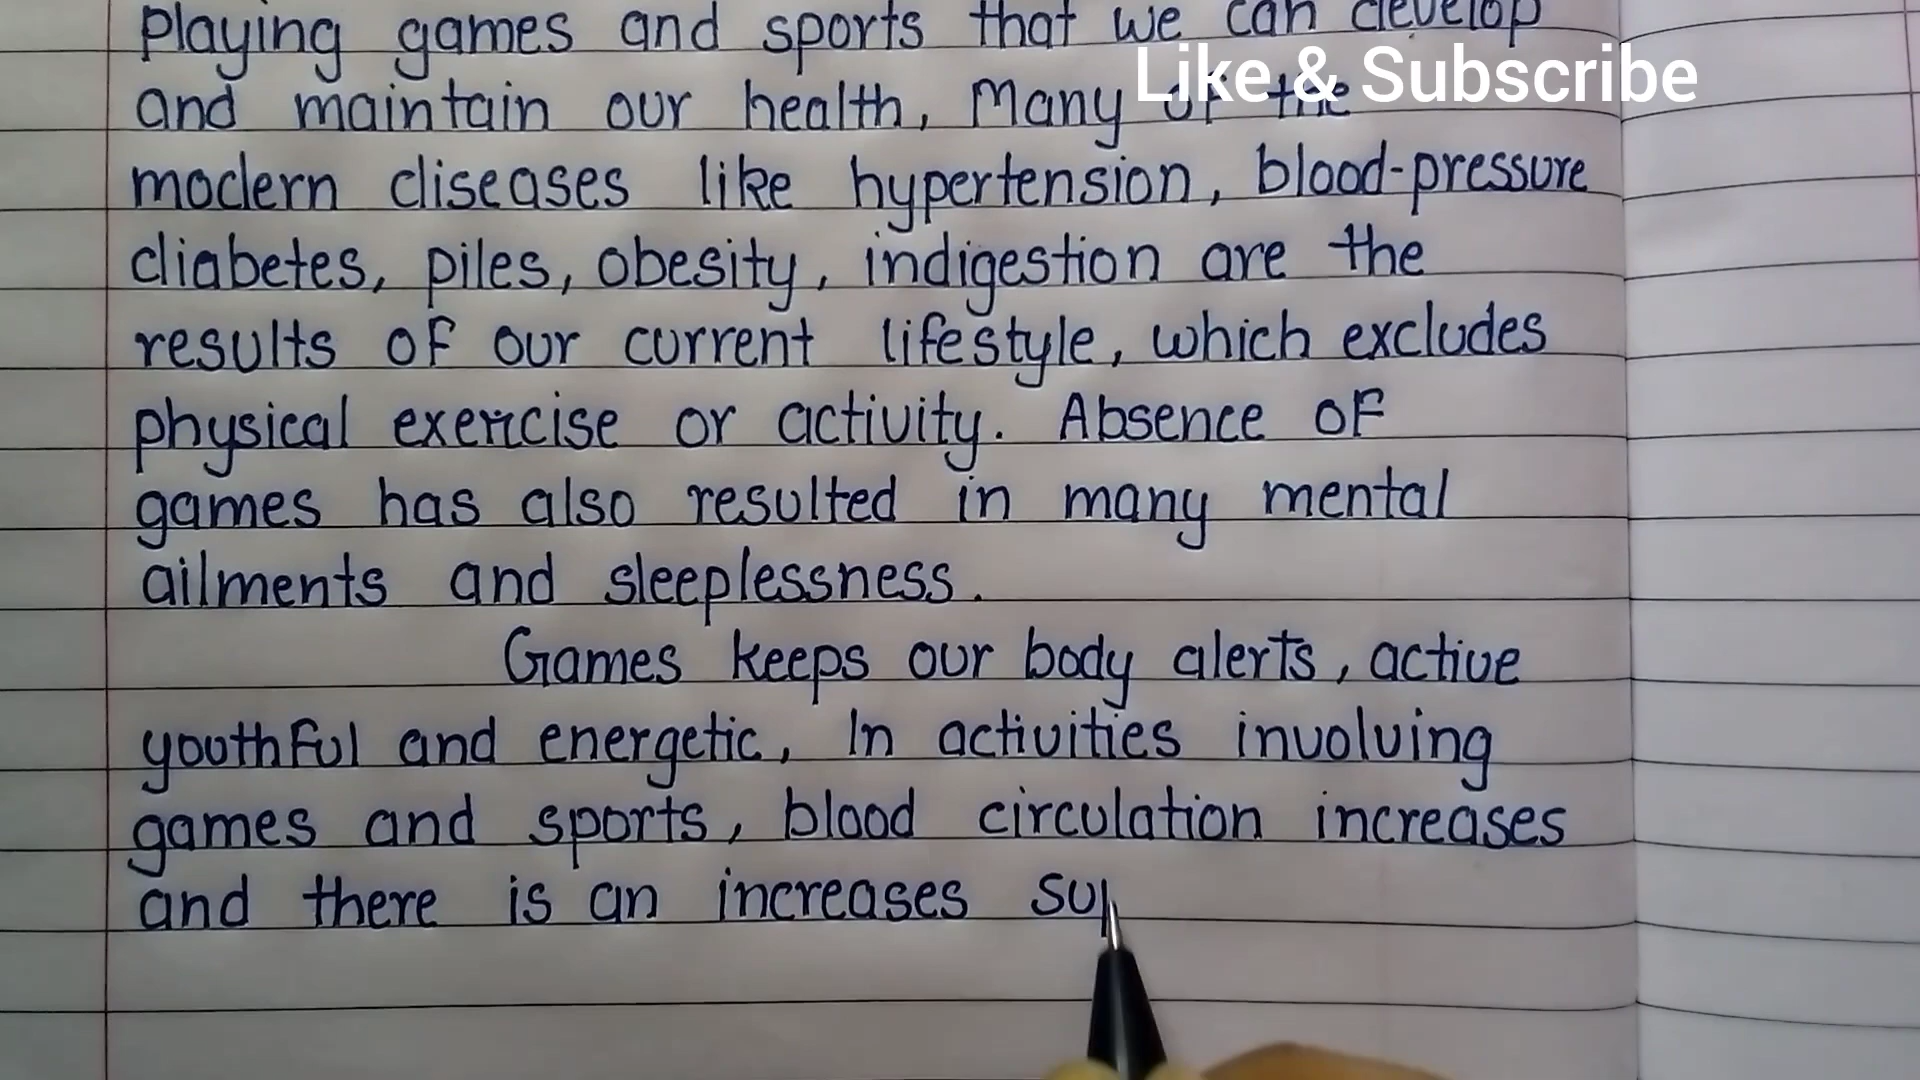 playing games and sports that we can develop
Like & Subscribe
and maintain our health, Many of the
modern diseases like hypertension, blood-pressure
diabetes, piles, obesity, indigestion are the
results of our current lifestyle, which excludes
physical exercise or activity. Absence of
games has also resulted in many mental
ailments and sleeplessness.
Games keeps our body alerts, active
youthful and energetic, In activities involving
games and sports, blood circulation increases
and there is an increases sup